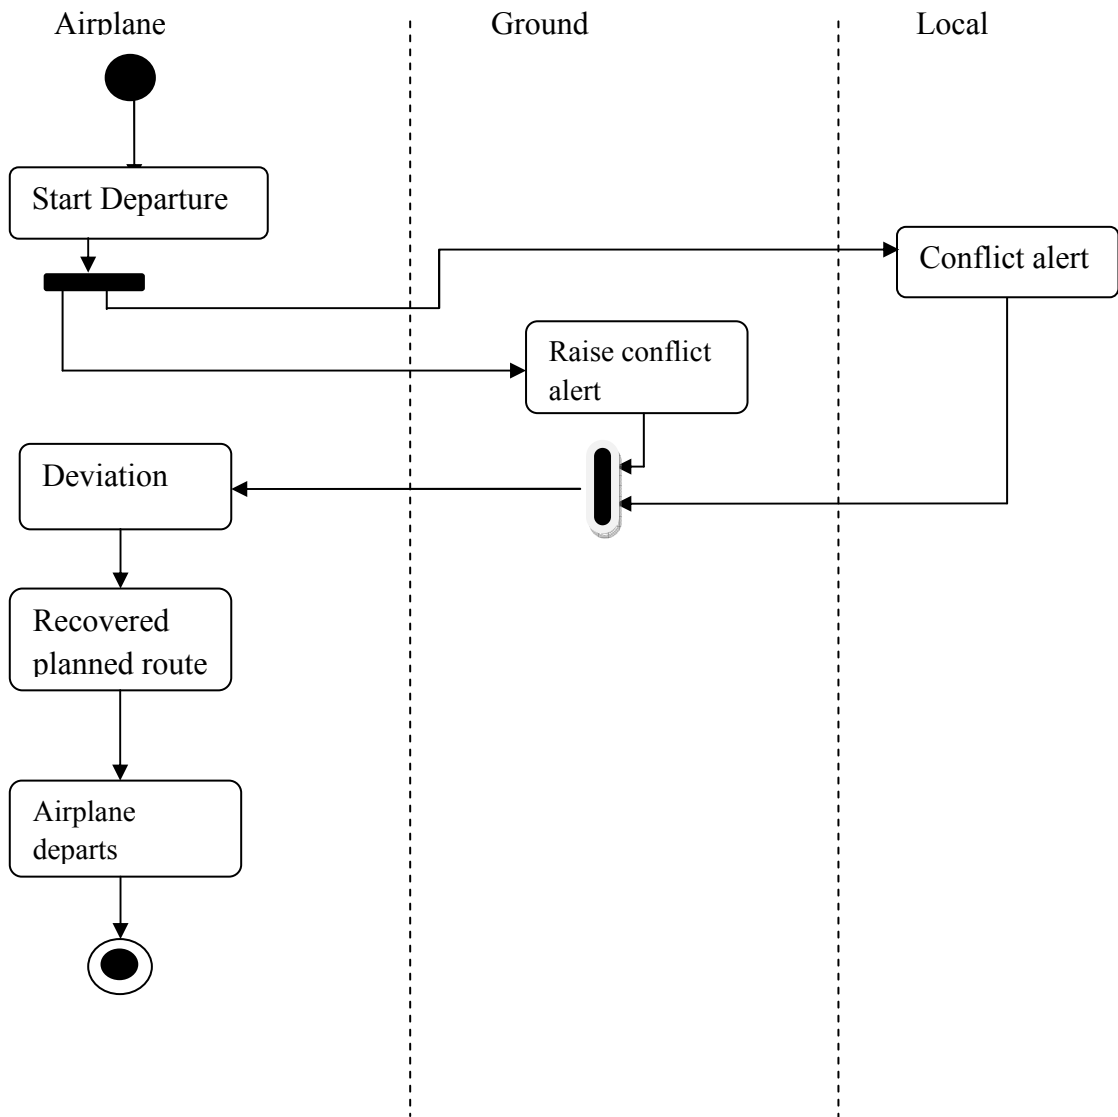 Airplane
Ground
Local
Start Departure
Conflict alert
Raise conflict
alert
Deviation
Recovered
planned route
Airplane
departs